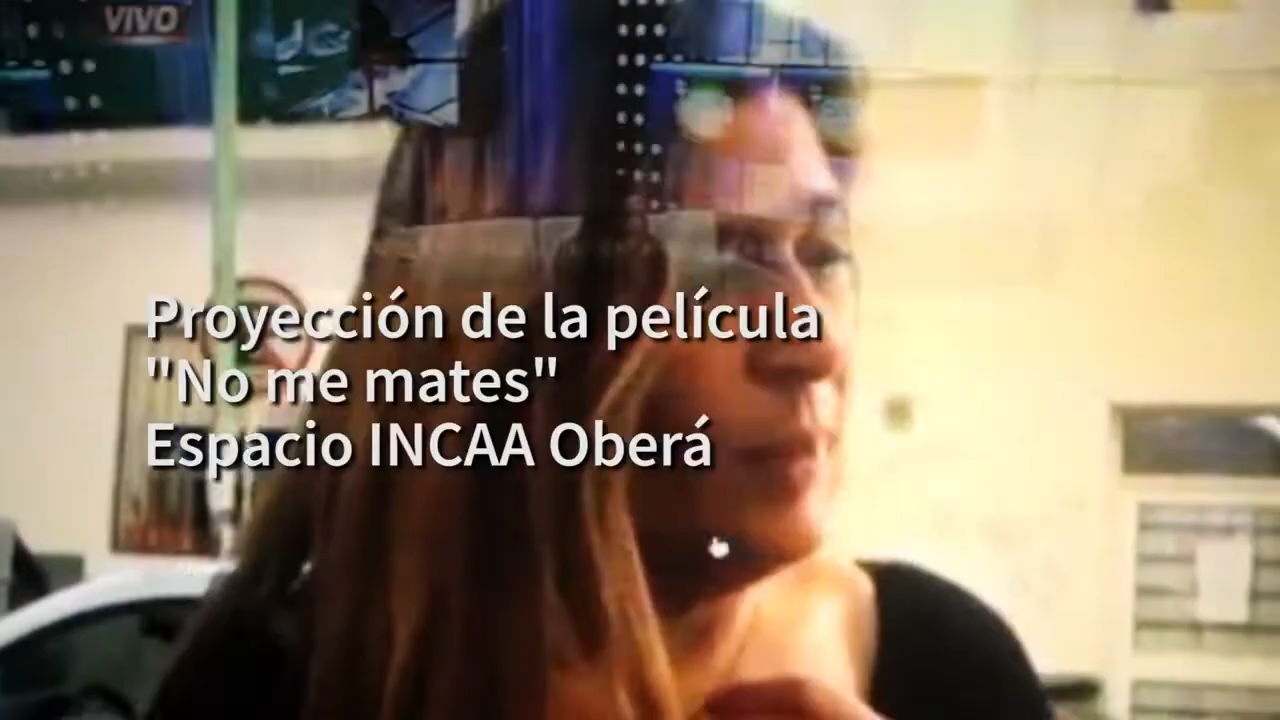 VIVO
Proyección de la película
"No me mates"
Espacio INCAA Oberá